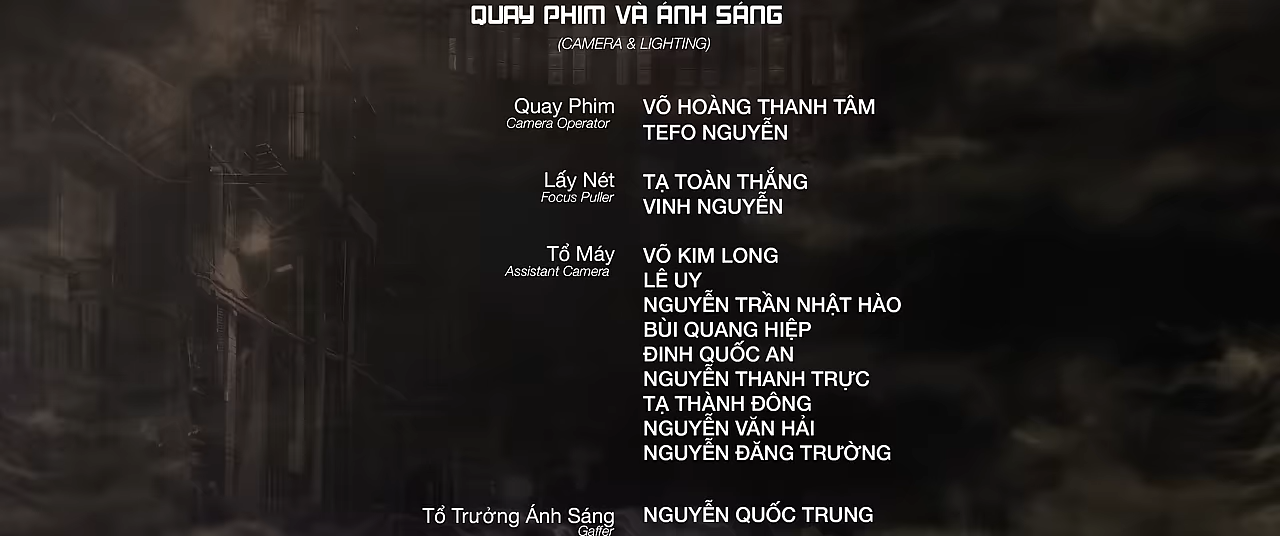 QUAY PHIM VÀ ÁNH SÁNG
(CAMERA & LIGHTING)
Quay Phim VÕ HOÀNG THANH TÂM
Camera Operator
TEFO NGUYỄN
Lấy Nét TẠ TOÀN THẮNG
Focus Puller
VINH NGUYỄN
Tổ Máy VÕ KIM LONG
Assistant Camera
LÊ UY
NGUYỄN TRẦN NHẬT HÀO
BÙI QUANG HIỆP
ĐINH QUỐC AN
NGUYỄN THANH TRỰC
TẠ THÀNH ĐÔNG
NGUYỄN VĂN HẢI
NGUYỄN ĐĂNG TRƯỜNG
Tổ Trưởng Ánh Sáng NGUYỄN QUỐC TRUNG
Gaffer